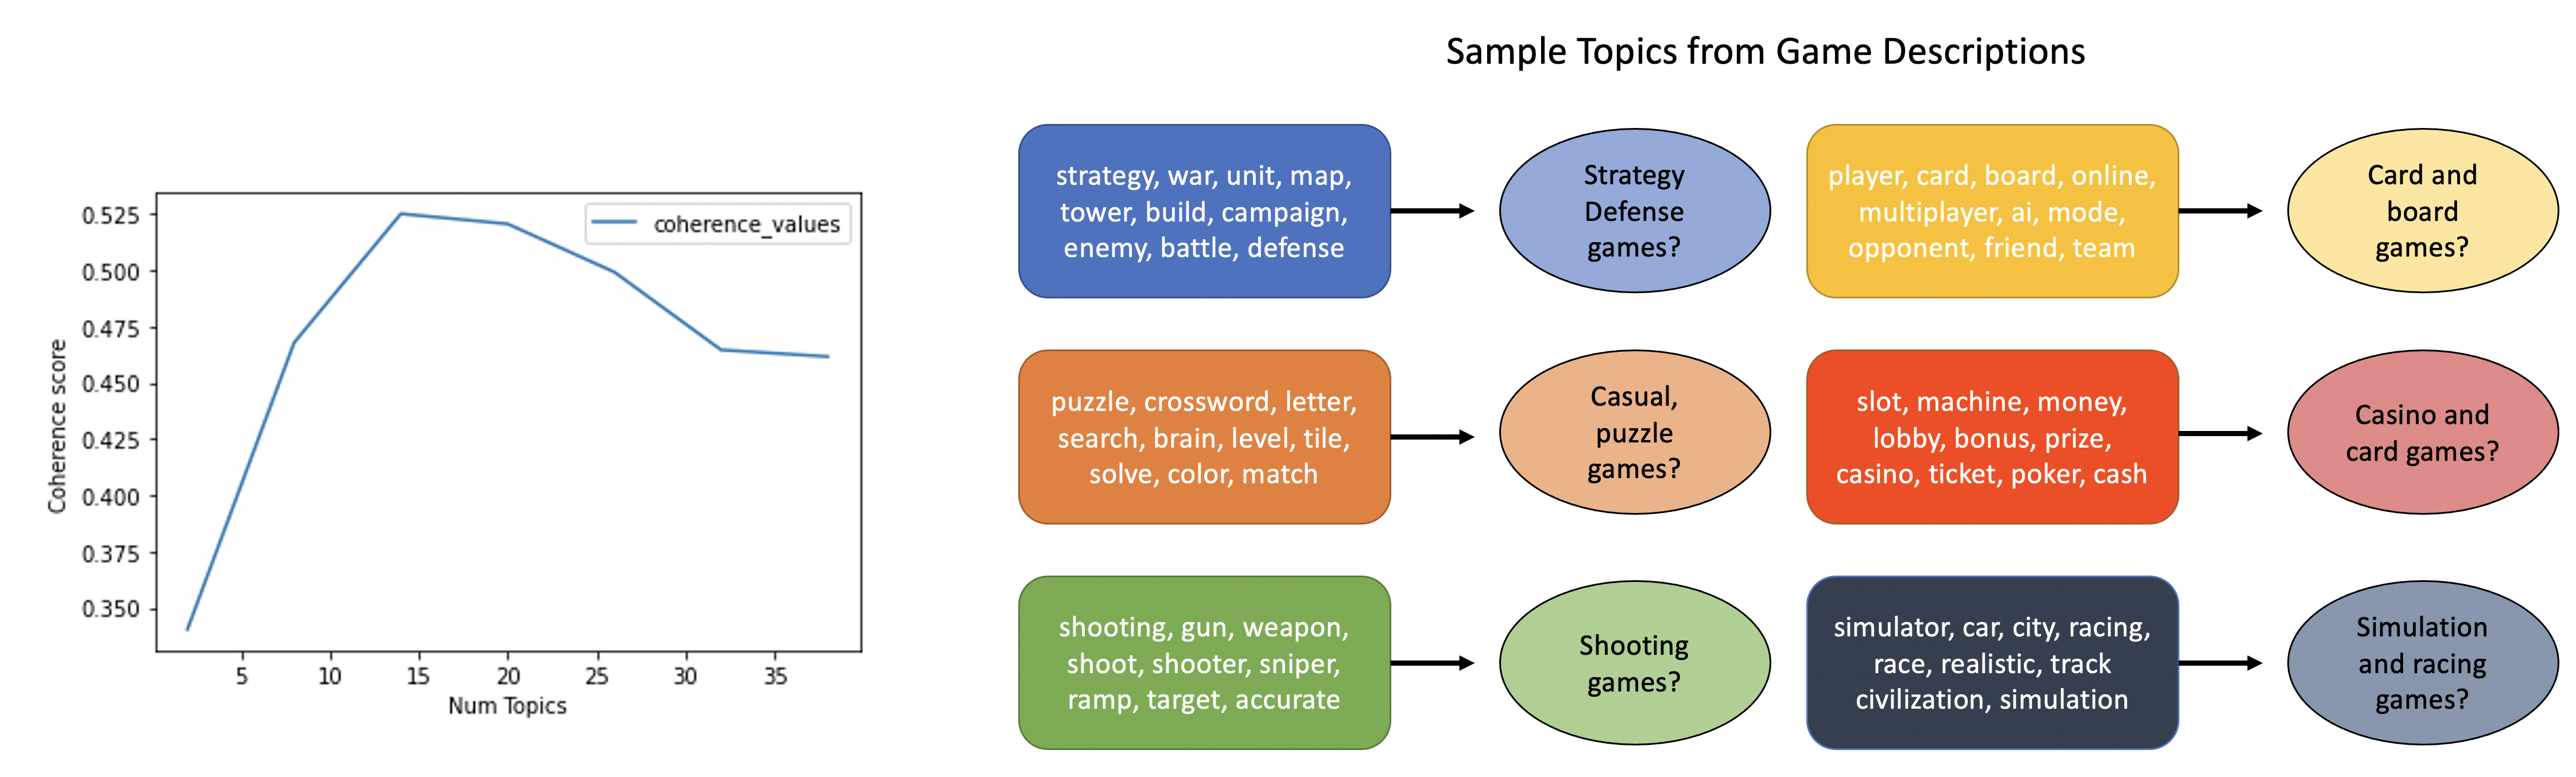 Sample Topics from Game Descriptions
coherence_values
0.525
0.500
0.475
0.450
0.425
0.400
0.375
0.350
Coherence score
5 10 15 20 25 30 35
Num Topics
strategy, war, unit, map,
tower, build, campaign,
enemy, battle, defense
Strategy
Defense
games?
player, card, board, online,
multiplayer, ai, mode,
opponent, friend, team
Card and
board
games?
puzzle, crossword, letter,
search, brain, level, tile,
solve, color, match
Casual,
puzzle
games?
slot, machine, money,
lobby, bonus, prize,
casino, ticket, poker, cash
Casino and
card games?
shooting, gun, weapon,
shoot, shooter, sniper,
ramp, target, accurate
Shooting
games?
simulator, car, city, racing,
race, realistic, track
civilization, simulation
Simulation
and racing
games?